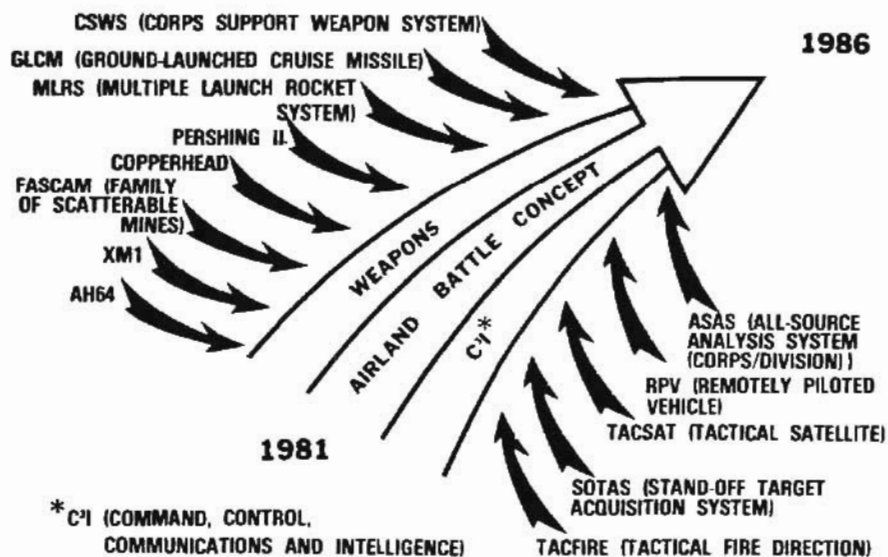 CSWS (CORPS SUPPORT WEAPON SYSTEM)
1986
GLCM (GROUND-LAUNCHED CRUISE MISSILE)
MLRS (MULTIPLE LAUNCH ROCKET
SYSTEM)
PERSHING II
COPPERHEAD
FASCAM (FAMILY
OF SCATTERABLE
MINES)
XM1
AH64
WEAPONS
AIRLAND BATTLE CONCEPT
C³I*
1981
ASAS (ALL-SOURCE
ANALYSIS SYSTEM
(CORPS/DIVISION) )
RPV (REMOTELY PILOTED
VEHICLE)
TACSAT (TACTICAL SATELLITE)
SOTAS (STAND-OFF TARGET
ACQUISITION SYSTEM)
TACFIRE (TACTICAL FIRE DIRECTION)
*C³I (COMMAND, CONTROL,
COMMUNICATIONS AND INTELLIGENCE)